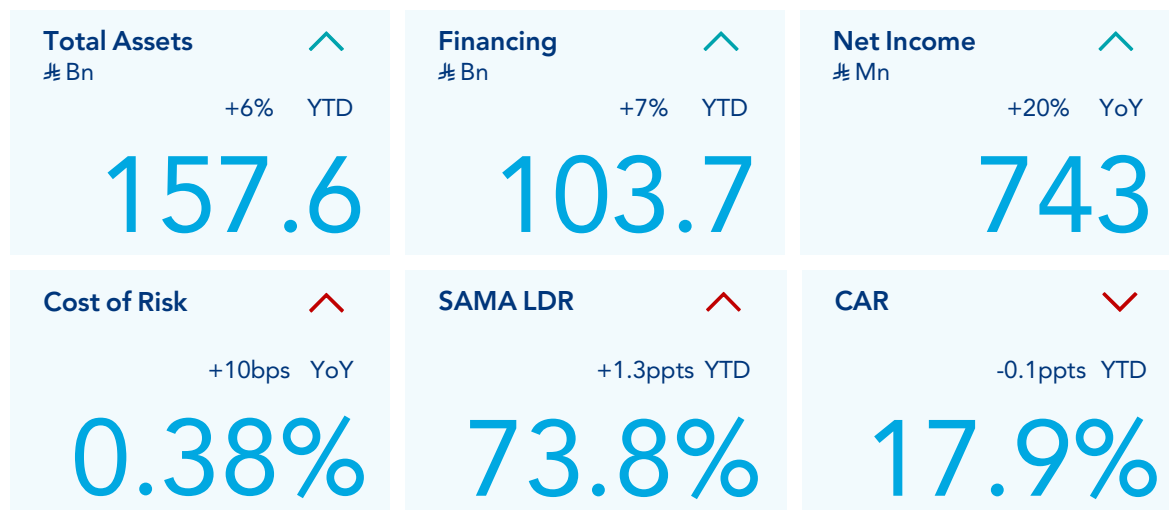 Total Assets
⃁ Bn
+6% YTD
157.6
Financing
⃁ Bn
+7% YTD
103.7
Net Income
⃁ Mn
+20% YoY
743
Cost of Risk
+10bps YoY
0.38%
SAMA LDR
+1.3ppts YTD
73.8%
CAR
-0.1ppts YTD
17.9%